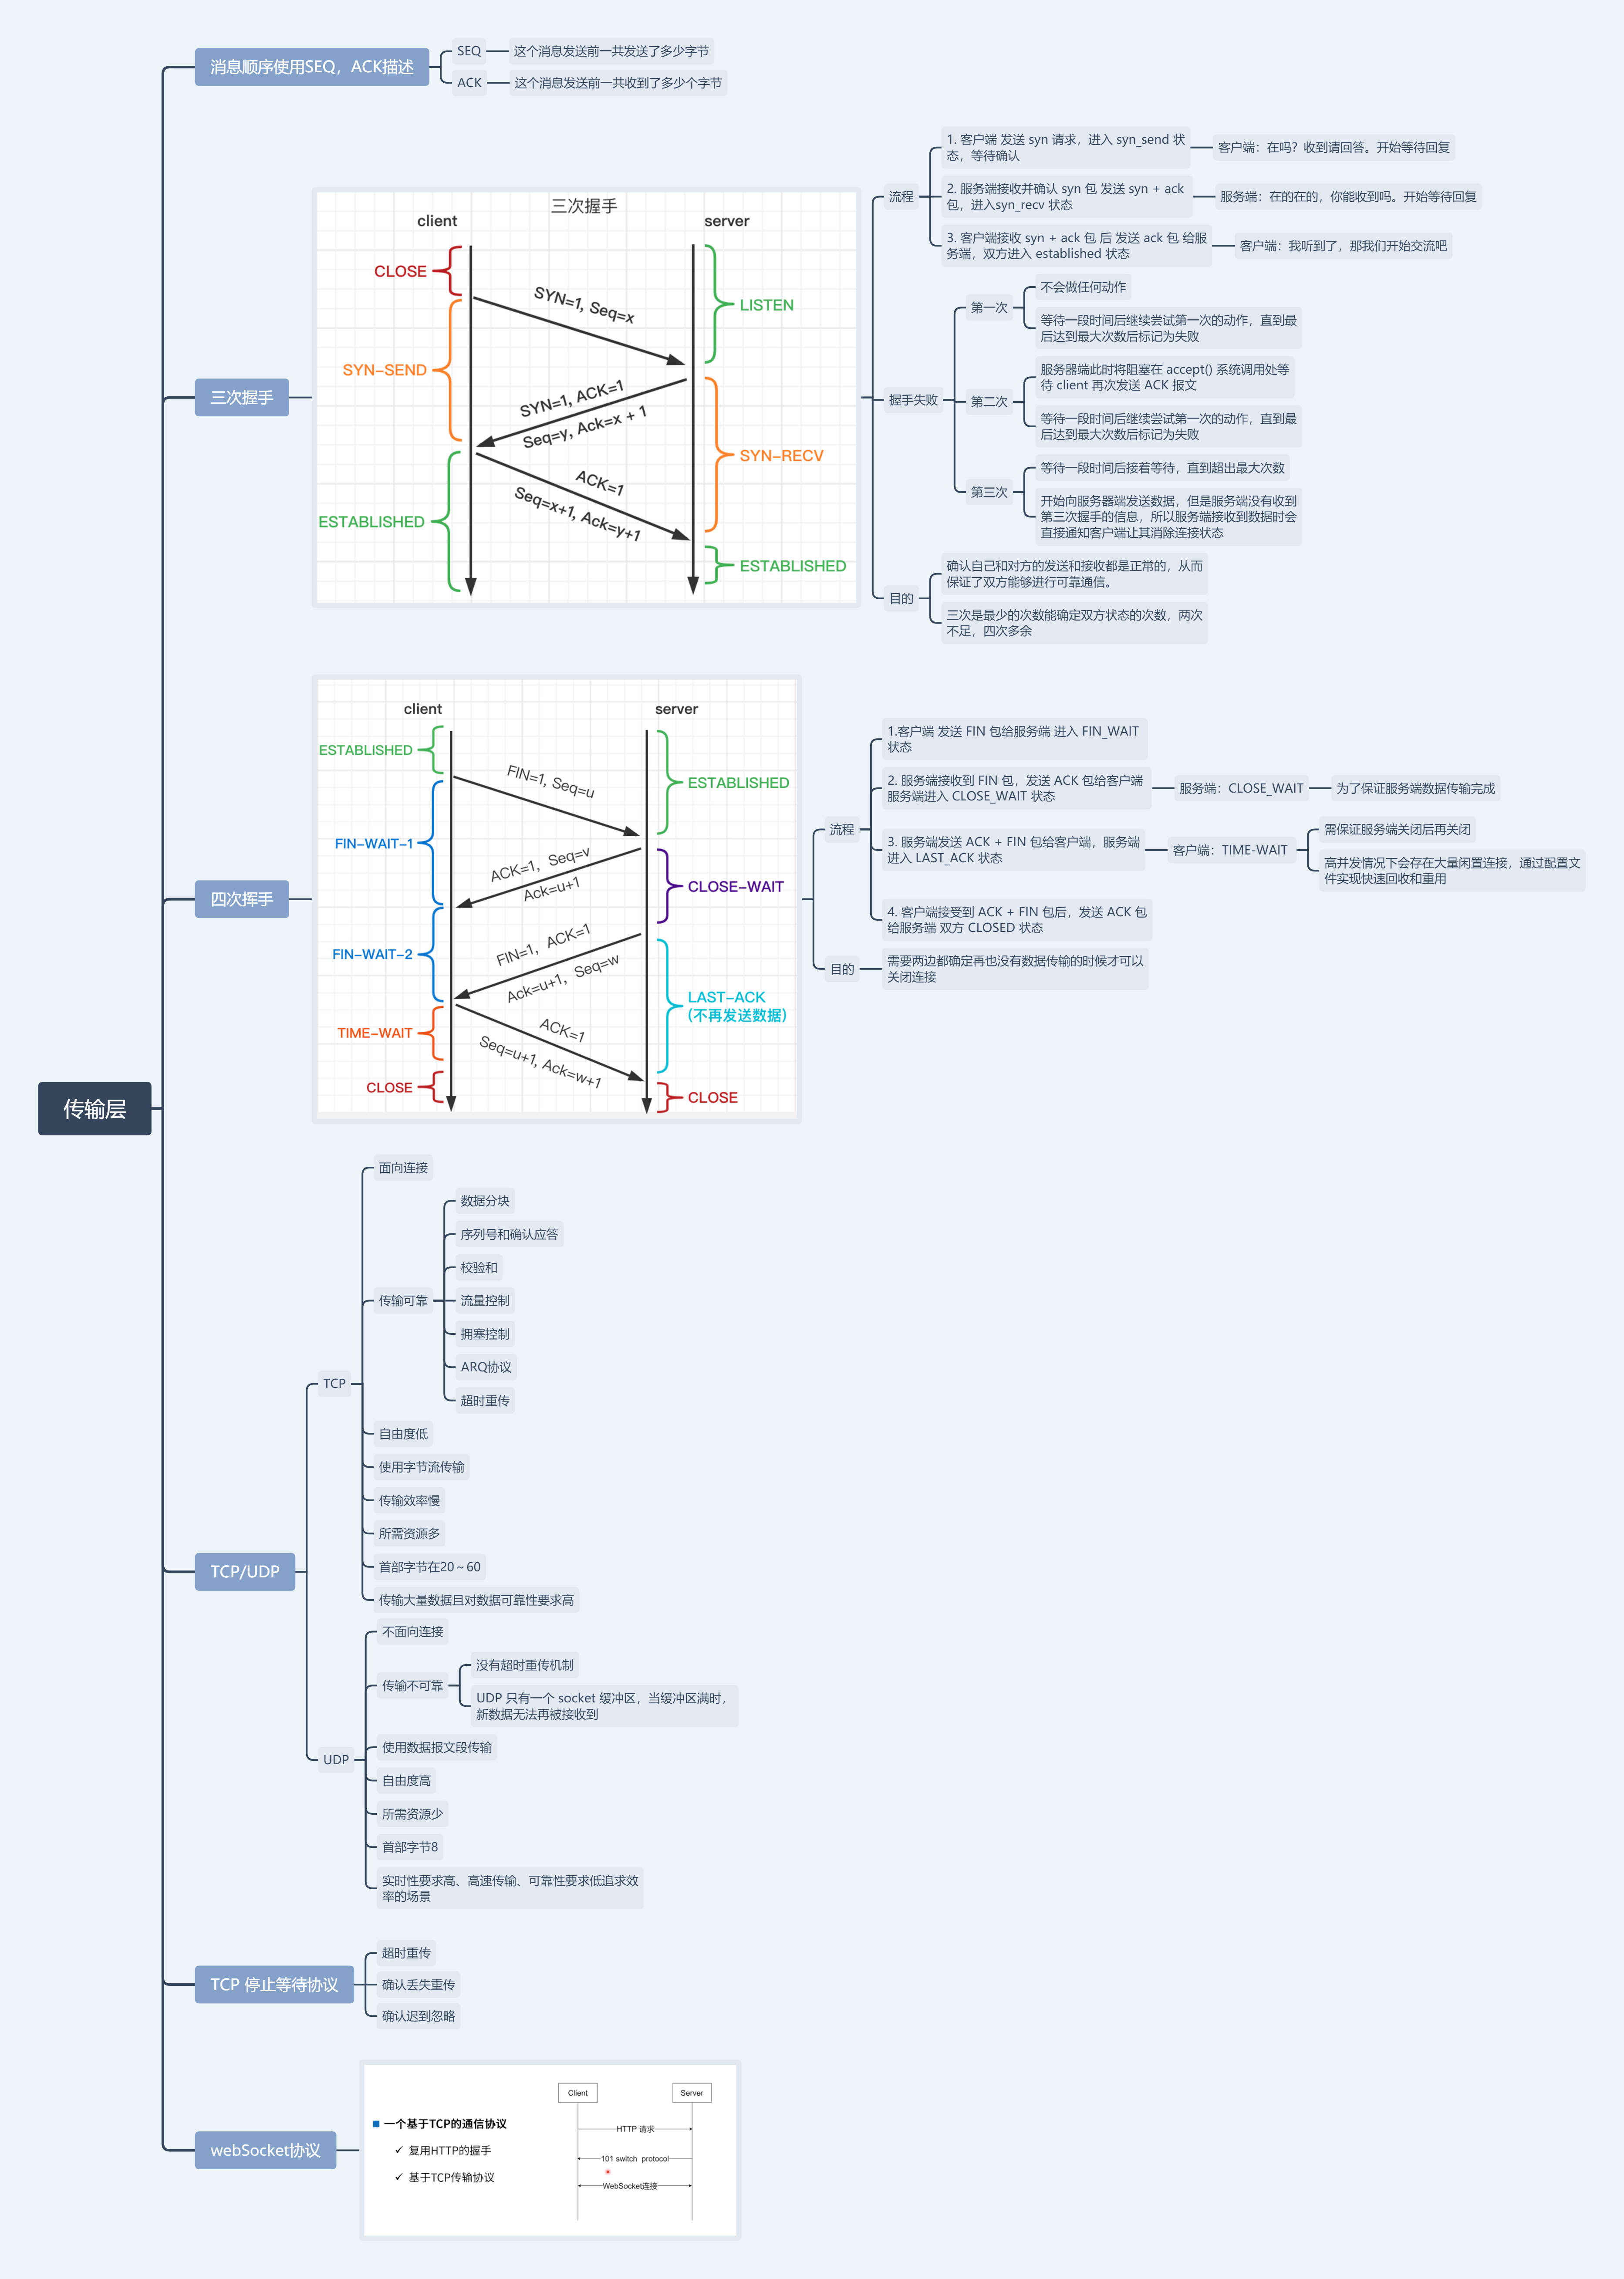 传输层
消息顺序使用SEQ，ACK描述
SEQ
这个消息发送前一共发送了多少字节
ACK
这个消息发送前一共收到了多少个字节
三次握手
三次握手
client
server
CLOSE
SYN-SEND
ESTABLISHED
SYN=1, Seq=x
SYN=1, ACK=1
Seq=y, Ack=x + 1
ACK=1
Seq=x+1, Ack=y+1
LISTEN
SYN-RECV
ESTABLISHED
流程
1. 客户端 发送 syn 请求，进入 syn_send 状
态，等待确认
客户端：在吗？收到请回答。开始等待回复
2. 服务端接收并确认 syn 包 发送 syn + ack
包，进入syn_recv 状态
服务端：在的在的，你能收到吗。开始等待回复
3. 客户端接收 syn + ack 包 后 发送 ack 包 给服
务端，双方进入 established 状态
客户端：我听到了，那我们开始交流吧
握手失败
第一次
不会做任何动作
等待一段时间后继续尝试第一次的动作，直到最
后达到最大次数后标记为失败
第二次
服务器端此时将阻塞在 accept() 系统调用处等
待 client 再次发送 ACK 报文
等待一段时间后继续尝试第一次的动作，直到最
后达到最大次数后标记为失败
第三次
等待一段时间后接着等待，直到超出最大次数
开始向服务器端发送数据，但是服务端没有收到
第三次握手的信息，所以服务端接收到数据时会
直接通知客户端让其消除连接状态
目的
确认自己和对方的发送和接收都是正常的，从而
保证了双方能够进行可靠通信。
三次是最少的次数能确定双方状态的次数，两次
不足，四次多余
四次挥手
client
server
ESTABLISHED
FIN-WAIT-1
FIN-WAIT-2
TIME-WAIT
CLOSE
FIN=1, Seq=u
ACK=1, Seq=v
Ack=u+1
FIN=1, ACK=1
Ack=u+1, Seq=w
ACK=1
Seq=u+1, Ack=w+1
ESTABLISHED
CLOSE-WAIT
LAST-ACK
（不再发送数据）
CLOSE
流程
1.客户端 发送 FIN 包给服务端 进入 FIN_WAIT
状态
2. 服务端接收到 FIN 包，发送 ACK 包给客户端
服务端进入 CLOSE_WAIT 状态
服务端：CLOSE_WAIT
为了保证服务端数据传输完成
3. 服务端发送 ACK + FIN 包给客户端，服务端
进入 LAST_ACK 状态
客户端：TIME-WAIT
需保证服务端关闭后再关闭
高并发情况下会存在大量闲置连接，通过配置文
件实现快速回收和重用
4. 客户端接受到 ACK + FIN 包后，发送 ACK 包
给服务端 双方 CLOSED 状态
目的
需要两边都确定再也没有数据传输的时候才可以
关闭连接
TCP/UDP
TCP
面向连接
传输可靠
数据分块
序列号和确认应答
校验和
流量控制
拥塞控制
ARQ协议
超时重传
自由度低
使用字节流传输
传输效率慢
所需资源多
首部字节在20～60
传输大量数据且对数据可靠性要求高
UDP
不面向连接
传输不可靠
没有超时重传机制
UDP 只有一个 socket 缓冲区，当缓冲区满时，
新数据无法再被接收到
使用数据报文段传输
自由度高
所需资源少
首部字节8
实时性要求高、高速传输、可靠性要求低追求效
率的场景
TCP 停止等待协议
超时重传
确认丢失重传
确认迟到忽略
webSocket协议
一个基于TCP的通信协议
✓ 复用HTTP的握手
✓ 基于TCP传输协议
Client
Server
HTTP 请求
101 switch protocol
WebSocket连接